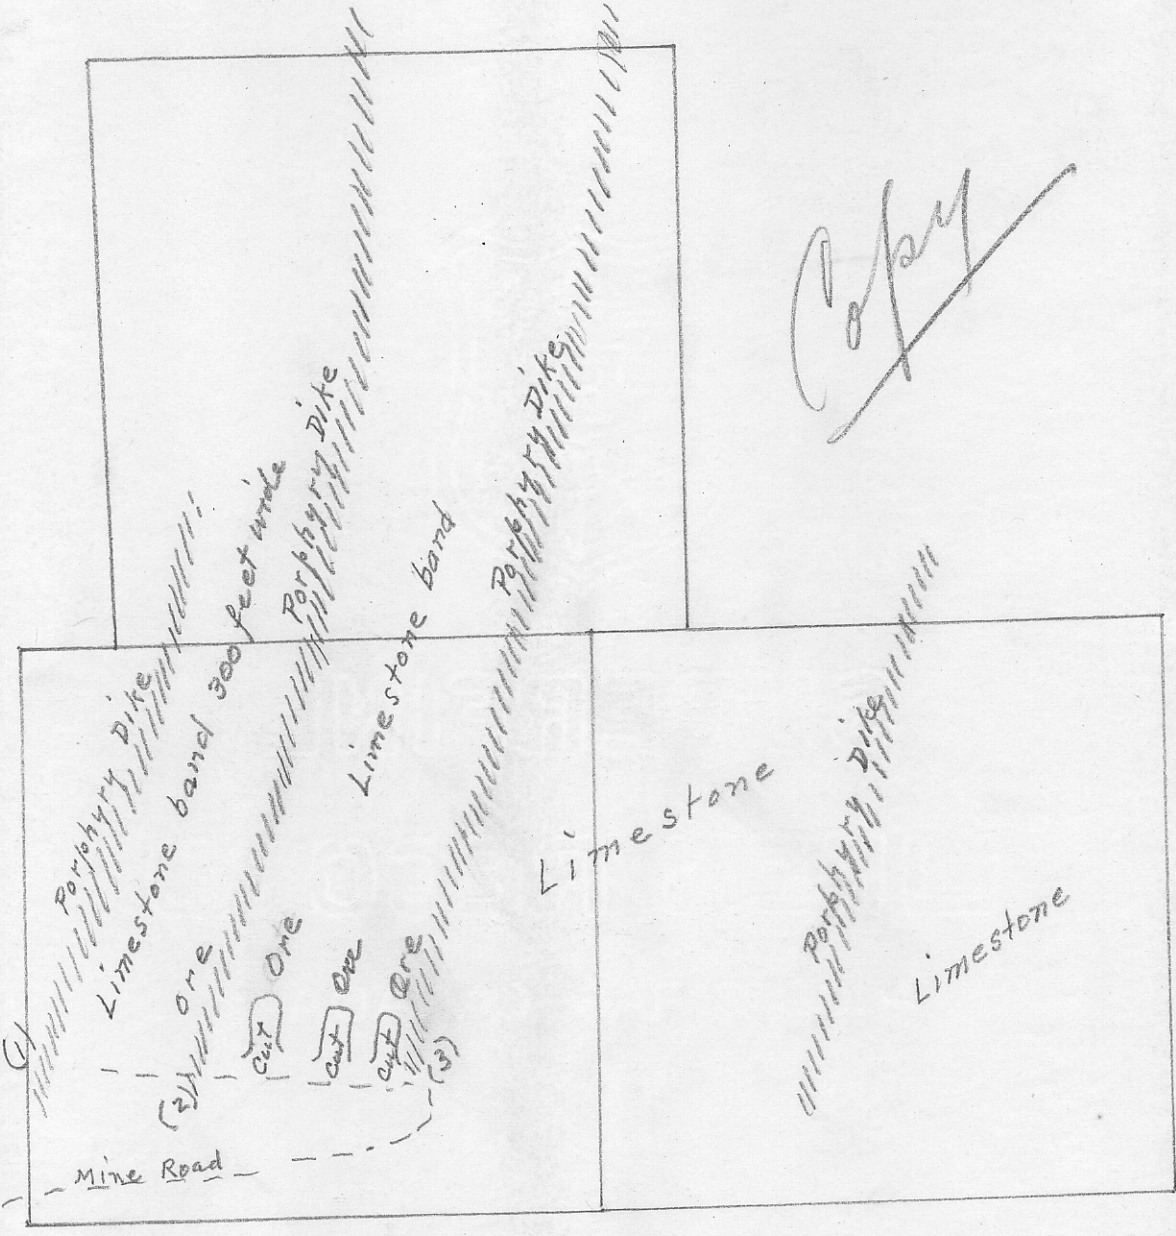 Copy
Porphyry Dike
Limestone band 300 feet wide
Porphyry Dike
Limestone band
Porphyry Dike
Limestone
Porphyry Dike
Limestone
Ore
Ore
Ore
Ore
cut
cut
cut
(1)
(2)
(3)
Mine Road